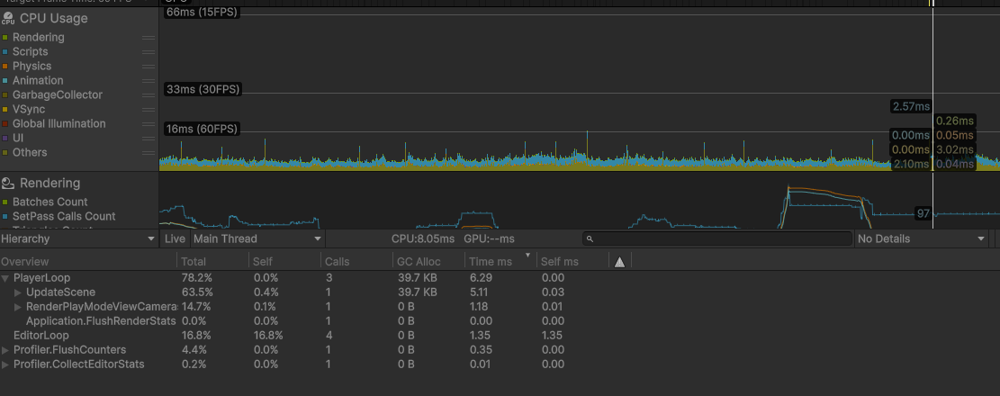 CPU Usage
Rendering
Scripts
Physics
Animation
GarbageCollector
VSync
Global Illumination
UI
Others
66ms (15FPS)
33ms (30FPS)
16ms (60FPS)
2.57ms
0.26ms
0.00ms 0.05ms
0.00ms 3.02ms
2.10ms 0.04ms
Rendering
Batches Count
SetPass Calls Count
97
Hierarchy Live Main Thread CPU:8.05ms GPU:--ms No Details
Overview Total Self Calls GC Alloc Time ms Self ms
PlayerLoop 78.2% 0.0% 3 39.7 KB 6.29 0.00
UpdateScene 63.5% 0.4% 1 39.7 KB 5.11 0.03
RenderPlayModeViewCamera 14.7% 0.1% 1 0 B 1.18 0.01
Application.FlushRenderStats 0.0% 0.0% 1 0 B 0.00 0.00
EditorLoop 16.8% 16.8% 4 0 B 1.35 1.35
Profiler.FlushCounters 4.4% 0.0% 1 0 B 0.35 0.00
Profiler.CollectEditorStats 0.2% 0.0% 1 0 B 0.01 0.00